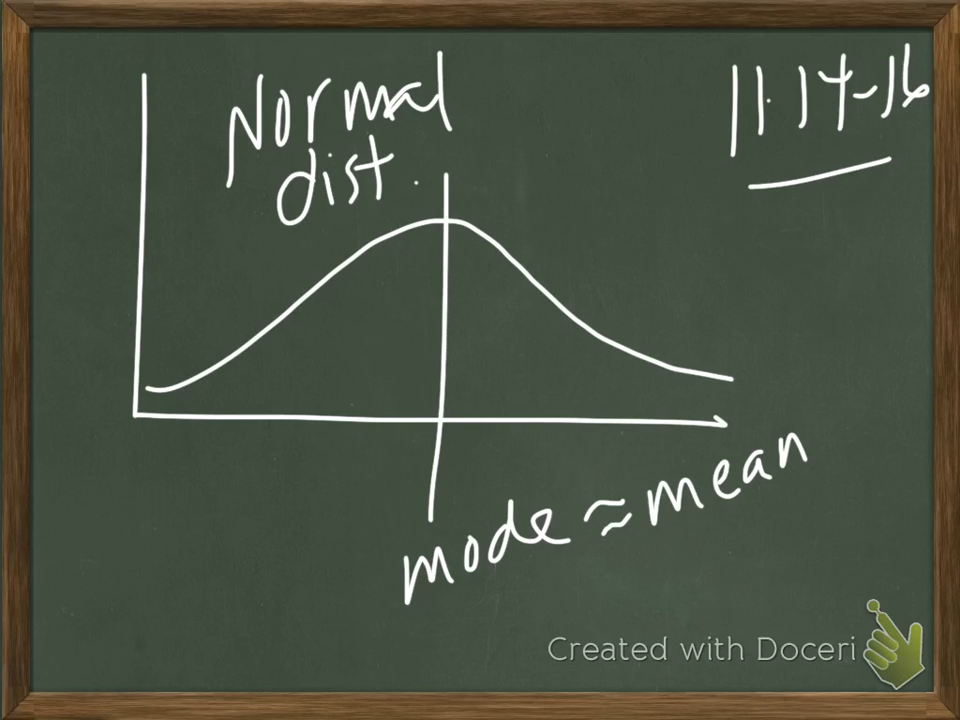 Normal
dist.
11.14-16
mode ≈ mean
Created with Doceri